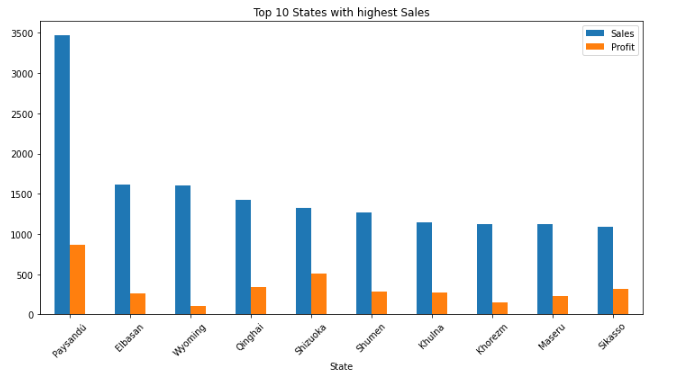 Top 10 States with highest Sales
Sales
Profit
3500
3000
2500
2000
1500
1000
500
0
Paysandú
Elbasan
Wyoming
Qinghai
Shizuoka
Shumen
Khulna
Khorezm
Maseru
Sikasso
State